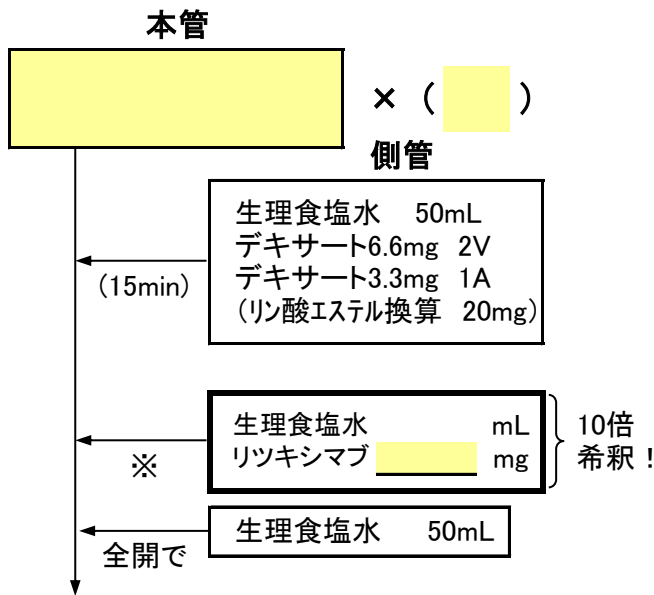 本管
× ( )
側管
生理食塩水 50mL
デキサート6.6mg 2V
デキサート3.3mg 1A
(リン酸エステル換算 20mg)
(15min)
生理食塩水 mL
リツキシマブ mg
10倍
希釈！
※
生理食塩水 50mL
全開で